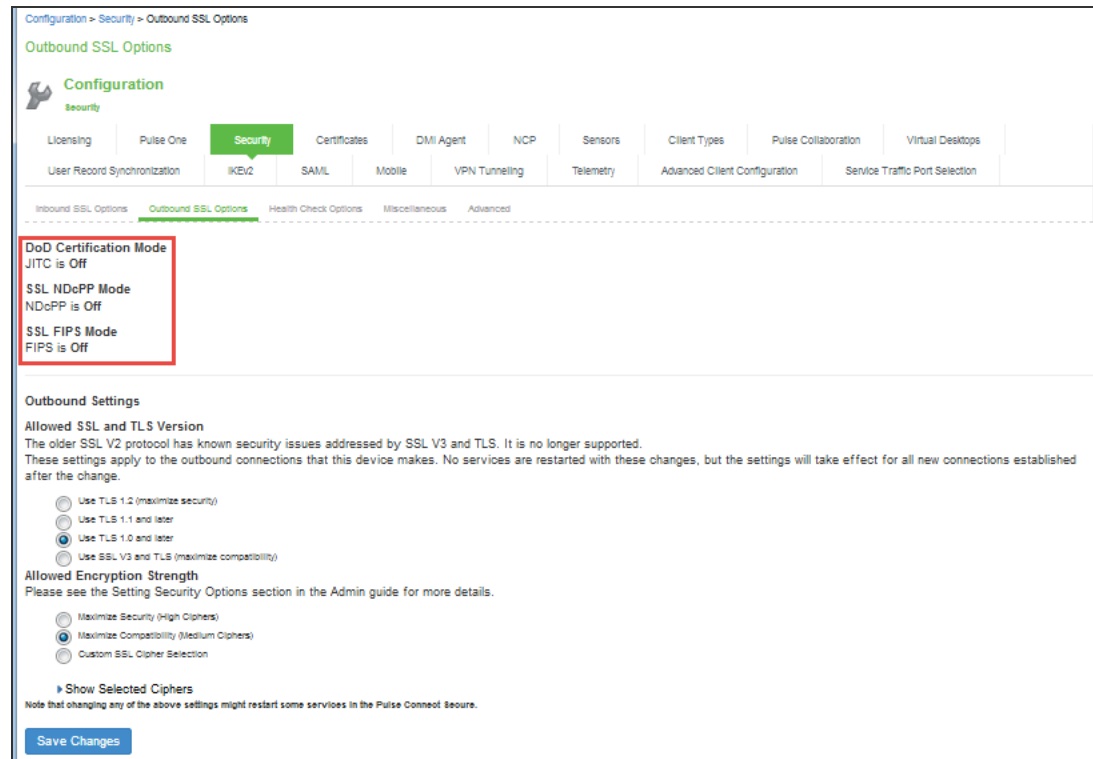 Configuration > Security > Outbound SSL Options
Outbound SSL Options
Configuration
Security
Licensing Pulse One Security Certificates DMI Agent NCP Sensors Client Types Pulse Collaboration Virtual Desktops
User Record Synchronization IKEv2 SAML Mobile VPN Tunneling Telemetry Advanced Client Configuration Service Traffic Port Selection
Inbound SSL Options Outbound SSL Options Health Check Options Miscellaneous Advanced
DoD Certification Mode
JITC is Off
SSL NDcPP Mode
NDcPP is Off
SSL FIPS Mode
FIPS is Off
Outbound Settings
Allowed SSL and TLS Version
The older SSL V2 protocol has known security issues addressed by SSL V3 and TLS. It is no longer supported.
These settings apply to the outbound connections that this device makes. No services are restarted with these changes, but the settings will take effect for all new connections established
after the change.
Use TLS 1.2 (maximize security)
Use TLS 1.1 and later
Use TLS 1.0 and later
Use SSL V3 and TLS (maximize compatibility)
Allowed Encryption Strength
Please see the Setting Security Options section in the Admin guide for more details.
Maximize Security (High Ciphers)
Maximize Compatibility (Medium Ciphers)
Custom SSL Cipher Selection
Show Selected Ciphers
Note that changing any of the above settings might restart some services in the Pulse Connect Secure.
Save Changes